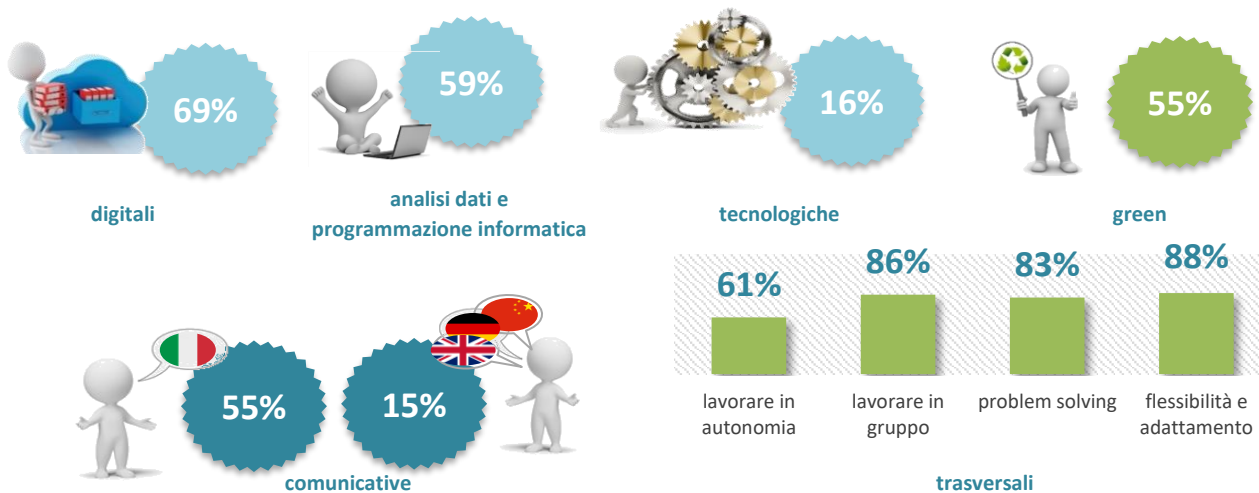 69%
59%
16%
55%
digitali
analisi dati e
programmazione informatica
tecnologiche
green
55%
15%
comunicative
61%
86%
83%
88%
lavorare in
autonomia
lavorare in
gruppo
problem solving
flessibilità e
adattamento
trasversali